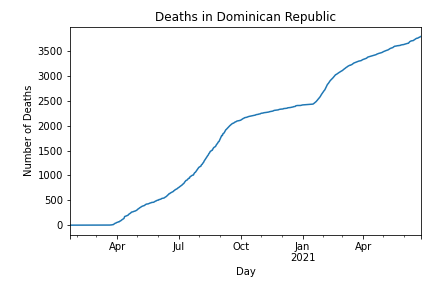 Deaths in Dominican Republic
Number of Deaths
3500
3000
2500
2000
1500
1000
500
0
Apr Jul Oct Jan Apr
2021
Day